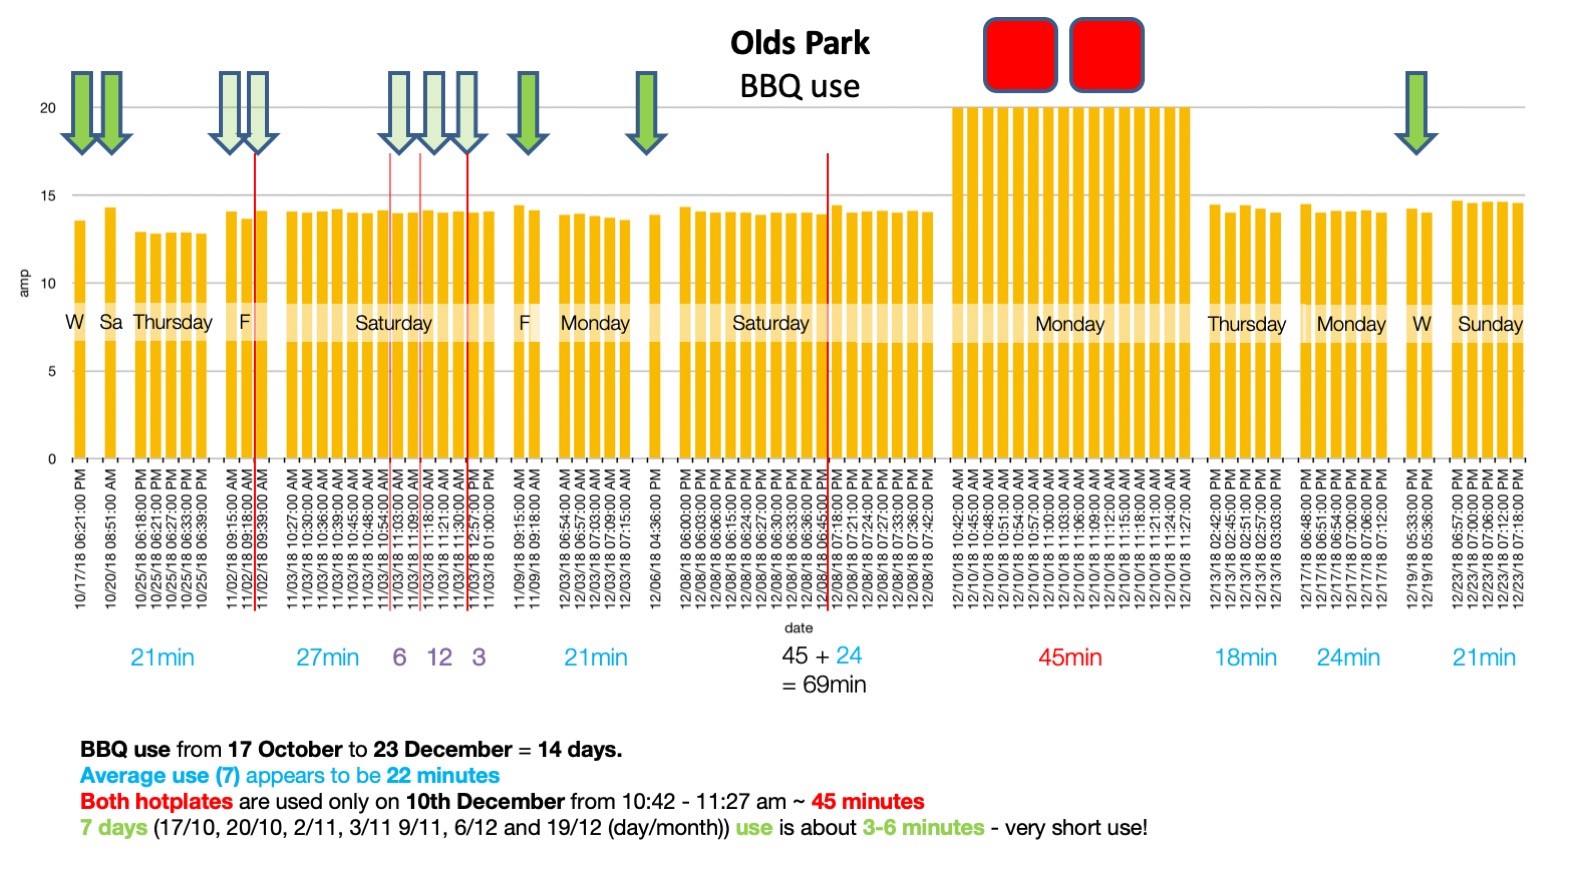 Olds Park
BBQ use
20
15
10
5
0
amp
W
Sa
Thursday
F
Saturday
F
Monday
Saturday
Monday
Thursday
Monday
W
Sunday
10/17/18 06:21:00 PM
10/20/18 08:51:00 AM
10/25/18 06:18:00 PM
10/25/18 06:21:00 PM
10/25/18 06:27:00 PM
10/25/18 06:33:00 PM
10/25/18 06:39:00 PM
11/02/18 09:15:00 AM
11/02/18 09:18:00 AM
11/02/18 09:39:00 AM
11/03/18 10:27:00 AM
11/03/18 10:30:00 AM
11/03/18 10:36:00 AM
11/03/18 10:39:00 AM
11/03/18 10:45:00 AM
11/03/18 10:48:00 AM
11/03/18 10:54:00 AM
11/03/18 11:03:00 AM
11/03/18 11:09:00 AM
11/03/18 11:18:00 AM
11/03/18 11:21:00 AM
11/03/18 11:30:00 AM
11/03/18 12:57:00 PM
11/03/18 01:00:00 PM
11/09/18 09:15:00 AM
11/09/18 09:18:00 AM
12/03/18 06:54:00 AM
12/03/18 06:57:00 AM
12/03/18 07:03:00 AM
12/03/18 07:09:00 AM
12/03/18 07:15:00 AM
12/06/18 04:36:00 PM
12/08/18 06:00:00 PM
12/08/18 06:03:00 PM
12/08/18 06:06:00 PM
12/08/18 06:15:00 PM
12/08/18 06:24:00 PM
12/08/18 06:27:00 PM
12/08/18 06:30:00 PM
12/08/18 06:33:00 PM
12/08/18 06:36:00 PM
12/08/18 06:45:00 PM
12/08/18 07:18:00 PM
12/08/18 07:21:00 PM
12/08/18 07:24:00 PM
12/08/18 07:27:00 PM
12/08/18 07:33:00 PM
12/08/18 07:36:00 PM
12/08/18 07:42:00 PM
12/10/18 10:42:00 AM
12/10/18 10:45:00 AM
12/10/18 10:48:00 AM
12/10/18 10:51:00 AM
12/10/18 10:54:00 AM
12/10/18 10:57:00 AM
12/10/18 11:00:00 AM
12/10/18 11:03:00 AM
12/10/18 11:06:00 AM
12/10/18 11:09:00 AM
12/10/18 11:12:00 AM
12/10/18 11:15:00 AM
12/10/18 11:18:00 AM
12/10/18 11:21:00 AM
12/10/18 11:24:00 AM
12/10/18 11:27:00 AM
12/13/18 02:42:00 PM
12/13/18 02:45:00 PM
12/13/18 02:51:00 PM
12/13/18 02:57:00 PM
12/13/18 03:03:00 PM
12/17/18 06:48:00 PM
12/17/18 06:51:00 PM
12/17/18 06:54:00 PM
12/17/18 07:00:00 PM
12/17/18 07:06:00 PM
12/17/18 07:12:00 PM
12/19/18 05:33:00 PM
12/19/18 05:36:00 PM
12/23/18 06:57:00 PM
12/23/18 07:00:00 PM
12/23/18 07:06:00 PM
12/23/18 07:12:00 PM
12/23/18 07:18:00 PM
date
21min
27min
6
12
3
21min
45 + 24
= 69min
45min
18min
24min
21min
BBQ use from 17 October to 23 December = 14 days.
Average use (7) appears to be 22 minutes
Both hotplates are used only on 10th December from 10:42 - 11:27 am ~ 45 minutes
7 days (17/10, 20/10, 2/11, 3/11 9/11, 6/12 and 19/12 (day/month)) use is about 3-6 minutes - very short use!